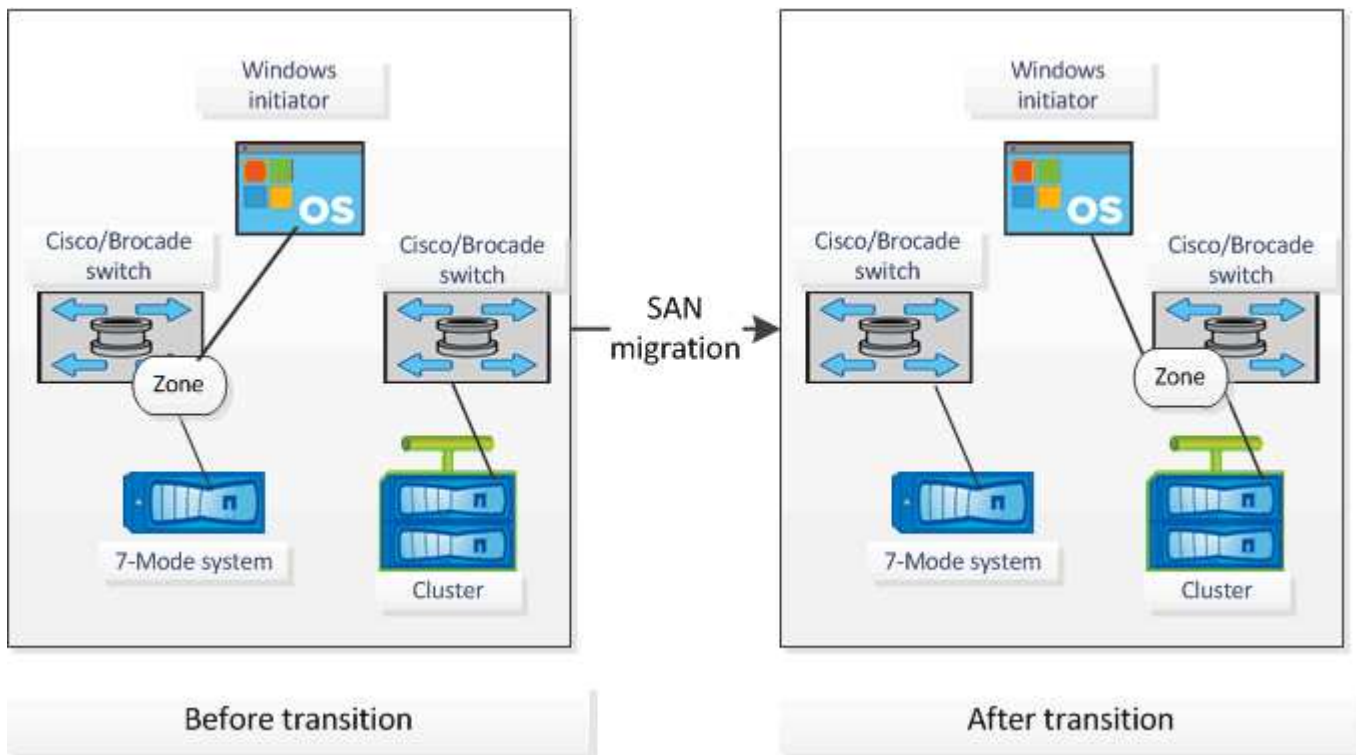 Windows
initiator
OS
Cisco/Brocade
switch
Cisco/Brocade
switch
Zone
n
7-Mode system
n
n
Cluster
SAN
migration
Windows
initiator
OS
Cisco/Brocade
switch
Cisco/Brocade
switch
Zone
n
7-Mode system
n
n
Cluster
Before transition
After transition